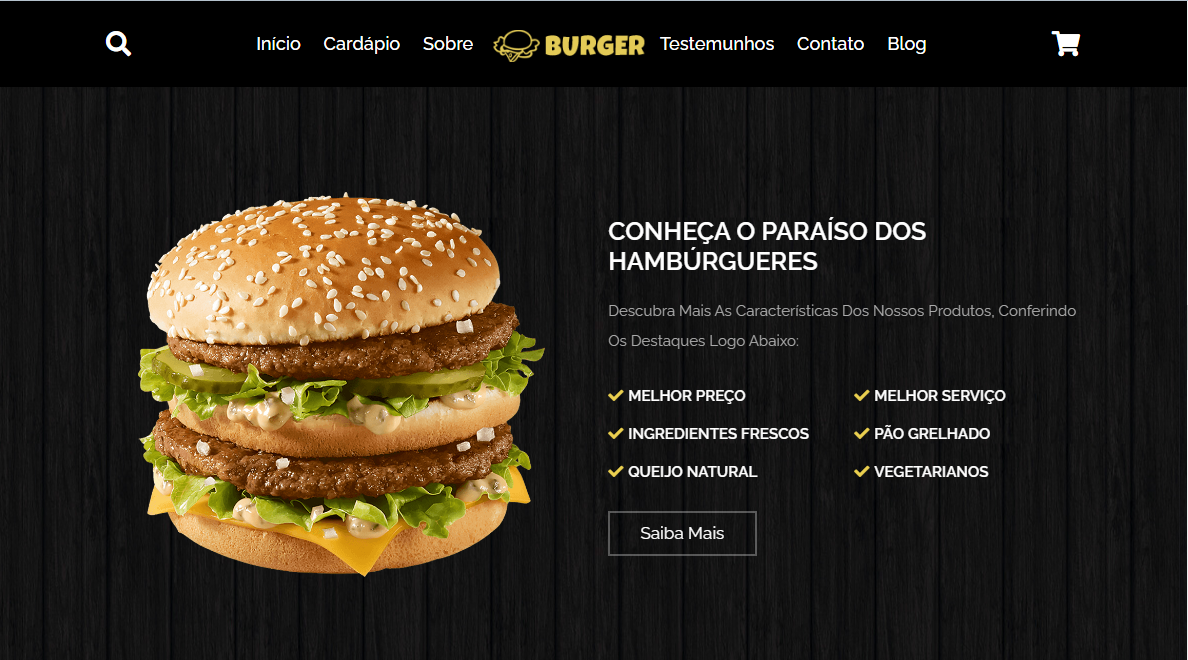 Início Cardápio Sobre BURGER Testemunhos Contato Blog
CONHEÇA O PARAÍSO DOS
HAMBÚRGUERES
Descubra Mais As Características Dos Nossos Produtos, Conferindo
Os Destaques Logo Abaixo:
MELHOR PREÇO MELHOR SERVIÇO
INGREDIENTES FRESCOS PÃO GRELHADO
QUEIJO NATURAL VEGETARIANOS
Saiba Mais